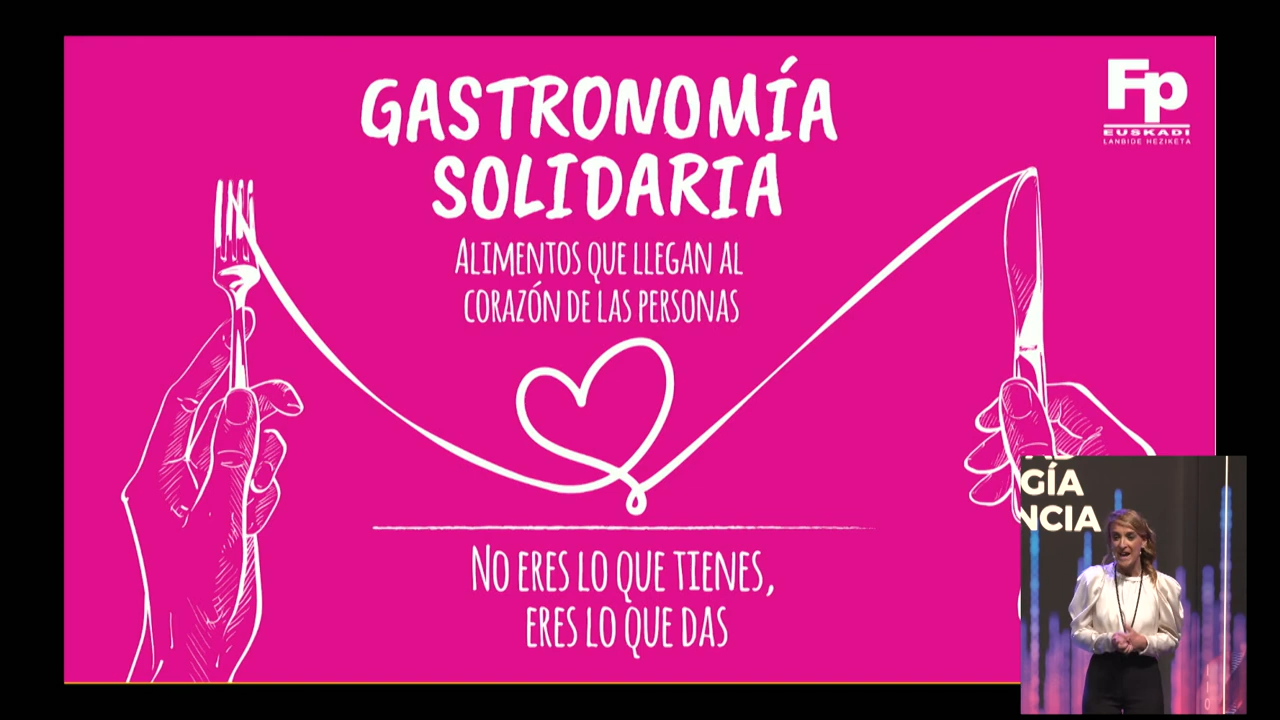 GASTRONOMÍA
SOLIDARIA
ALIMENTOS QUE LLEGAN AL
CORAZÓN DE LAS PERSONAS
NO ERES LO QUE TIENES,
ERES LO QUE DAS
Fp
EUSKADI
LANBIDE HEZIKETA
GÍA
NCIA